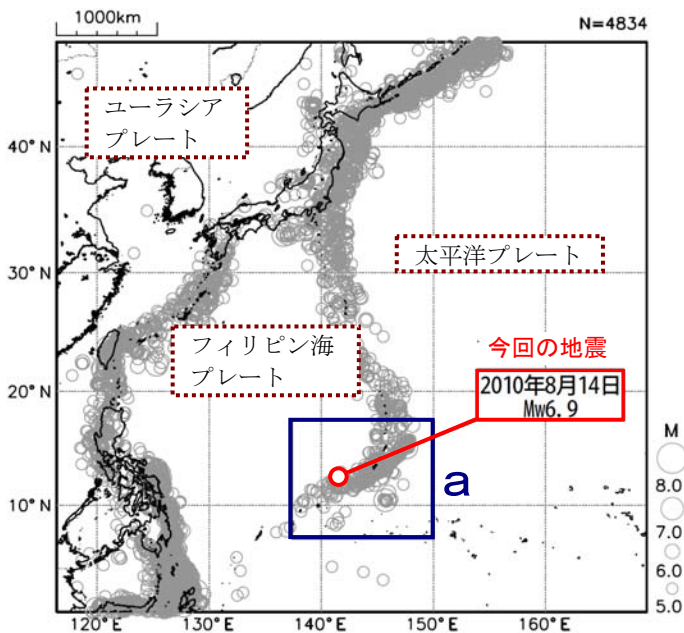 1000km
N=4834
ユーラシア
プレート
40°N
太平洋プレート
30°N
フィリピン海
プレート
今回の地震
2010年8月14日
Mw6.9
20°N
a
M
8.0
7.0
6.0
5.0
10°N
120°E
130°E
140°E
150°E
160°E